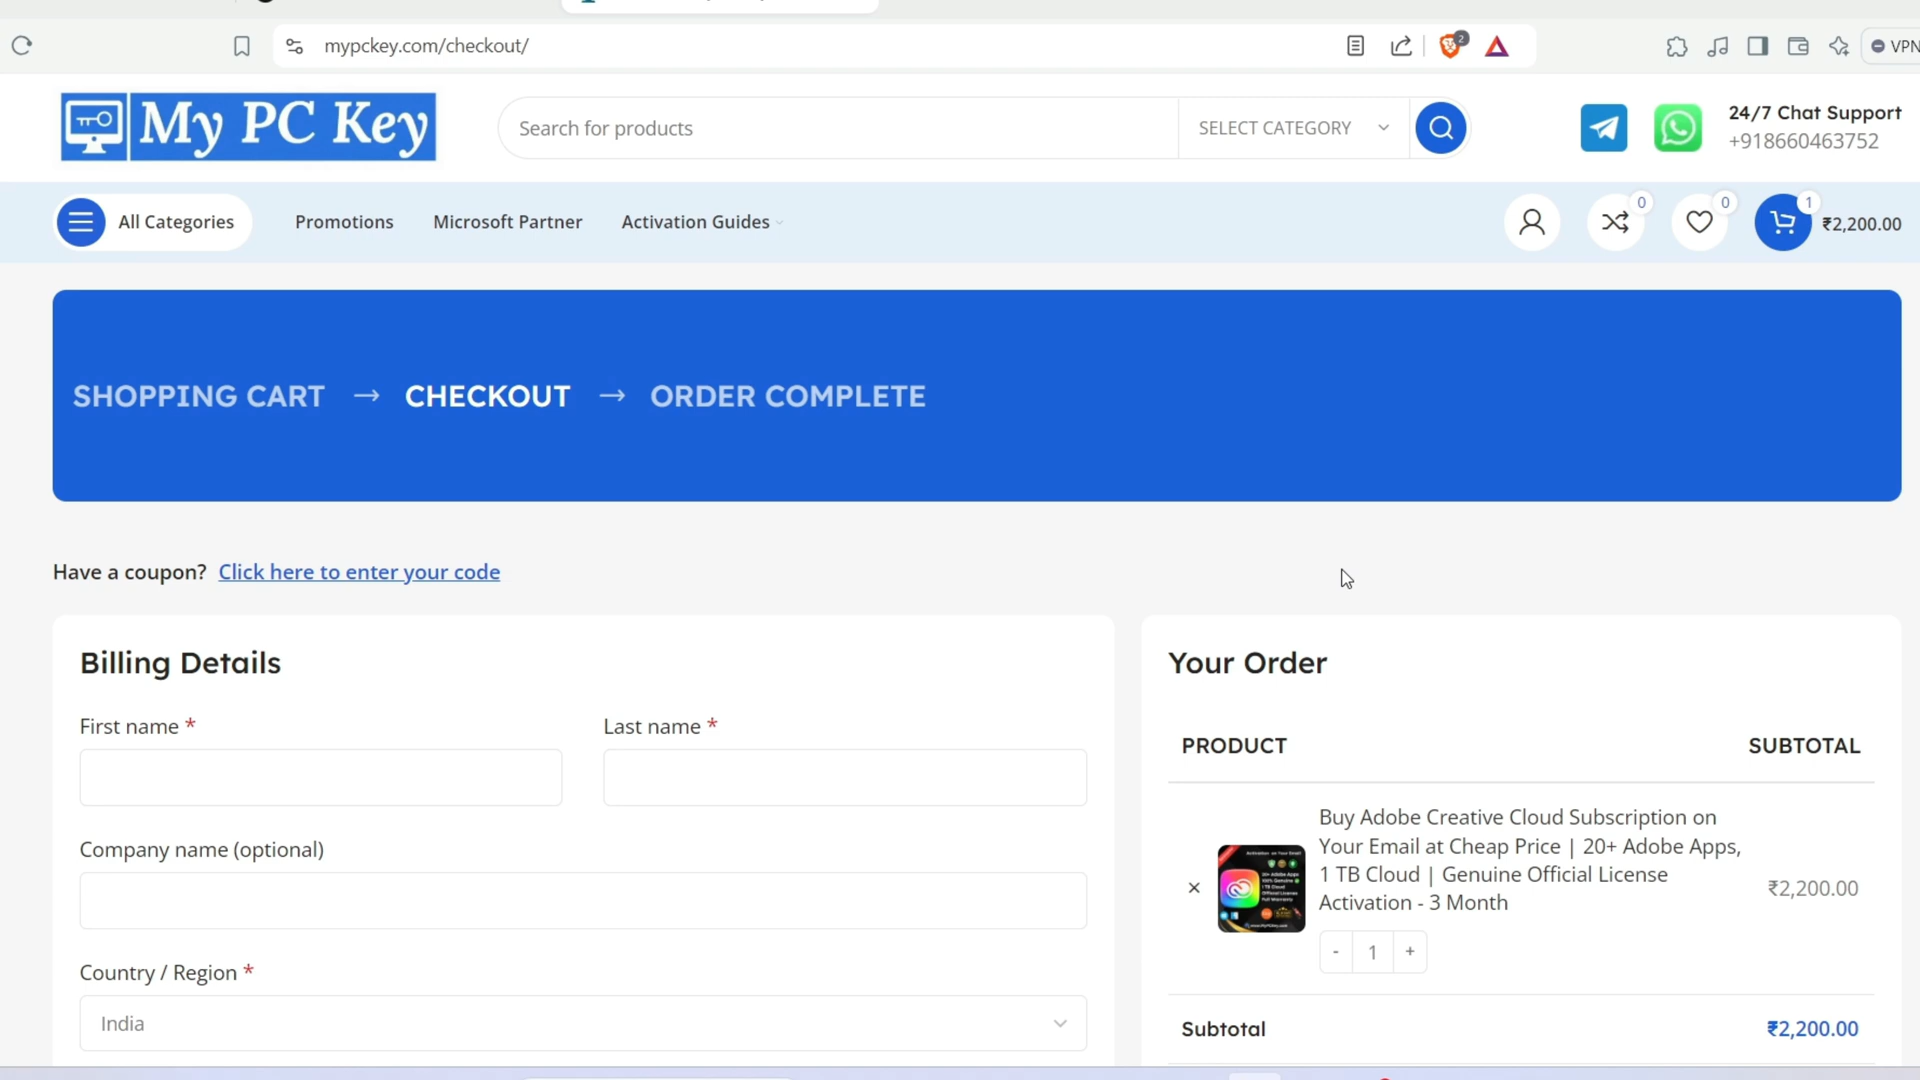 mypckey.com/checkout/
2
VPN
My PC Key
Search for products
SELECT CATEGORY
24/7 Chat Support
+918660463752
All Categories
Promotions
Microsoft Partner
Activation Guides
0
0
1
₹2,200.00
SHOPPING CART → CHECKOUT → ORDER COMPLETE
Have a coupon? Click here to enter your code
Billing Details
First name *
Last name *
Company name (optional)
Country / Region *
India
Your Order
PRODUCT
SUBTOTAL
Buy Adobe Creative Cloud Subscription on
Your Email at Cheap Price | 20+ Adobe Apps,
1 TB Cloud | Genuine Official License
Activation - 3 Month
× 
₹2,200.00
- 1 +
Subtotal
₹2,200.00